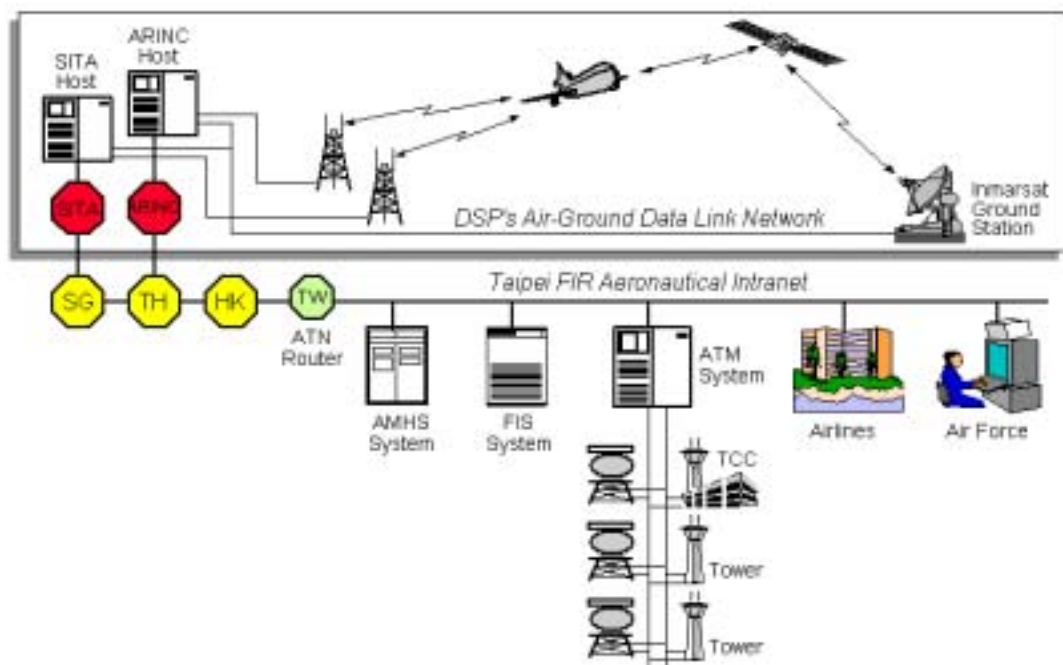 ARINC
Host
SITA
Host
SITA
ARINC
DSP's Air-Ground Data Link Network
Inmarsat
Ground
Station
Taipei FIR Aeronautical Intranet
SG
TH
HK
TW
ATN
Router
AMHS
System
FIS
System
ATM
System
Airlines
Air Force
TCC
Tower
Tower